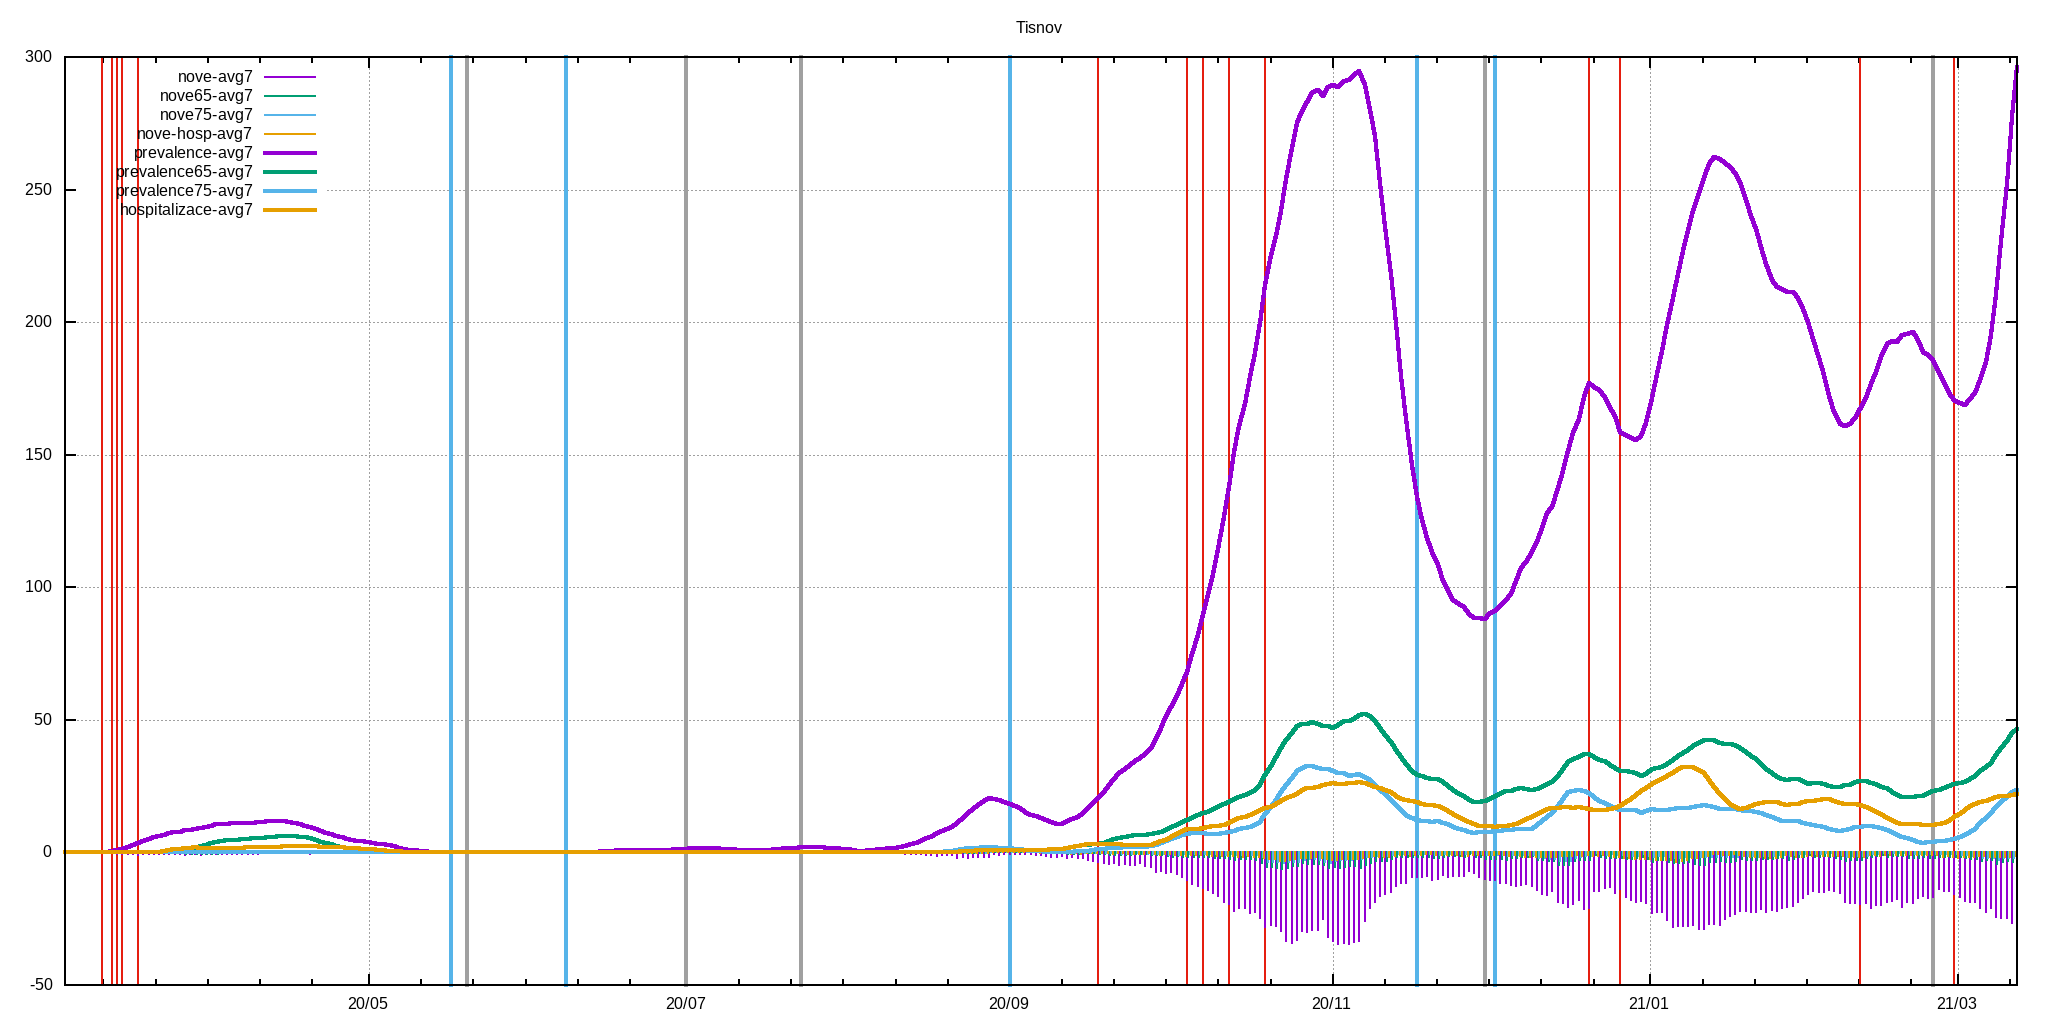 Tisnov
300
250
200
150
100
50
0
-50
nove-avg7
nove65-avg7
nove75-avg7
nove-hosp-avg7
prevalence-avg7
prevalence65-avg7
prevalence75-avg7
hospitalizace-avg7
20/05 20/07 20/09 20/11 21/01 21/03